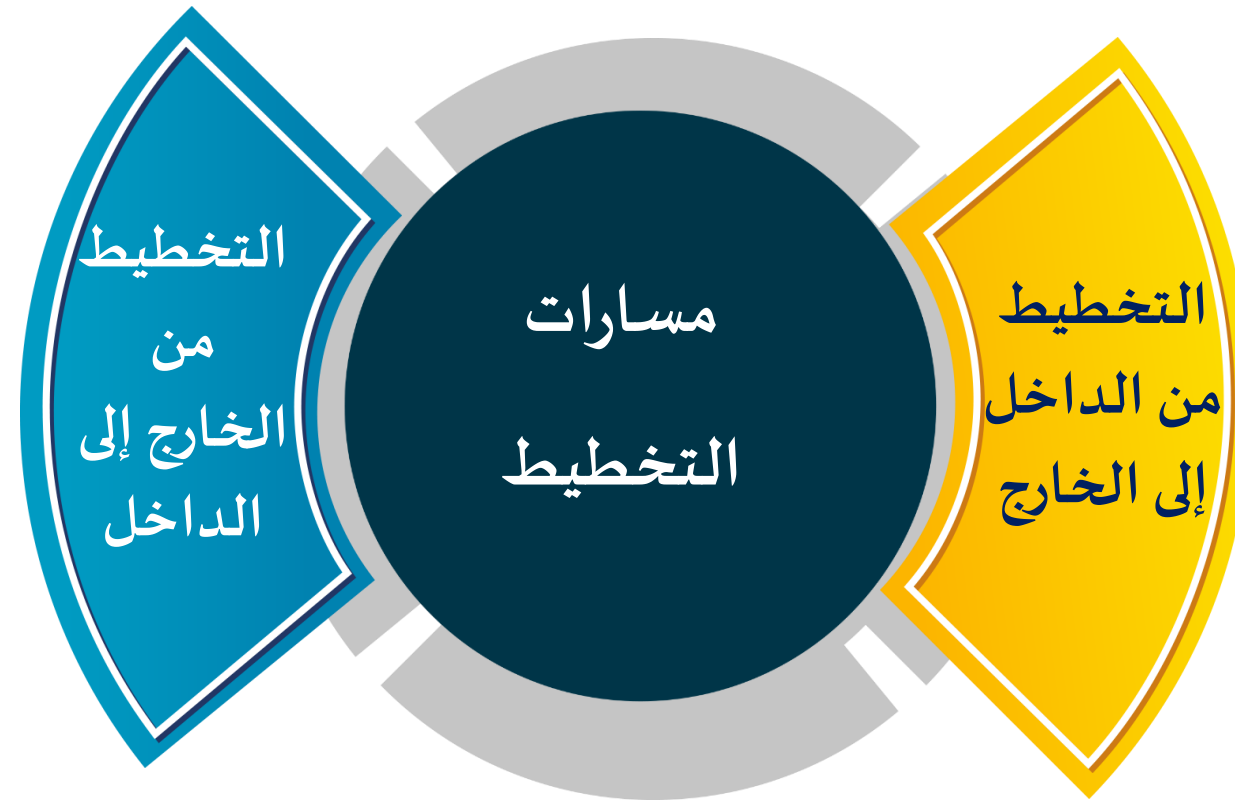 مسارات
التخطيط
التخطيط
من الداخل
إلى الخارج
التخطيط
من
الخارج إلى
الداخل